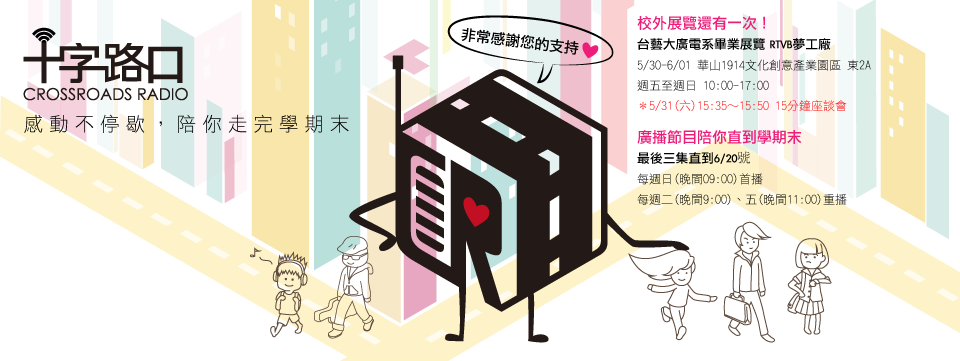 十字路口
CROSSROADS RADIO
感動不停歇，陪你走完學期末
非常感謝您的支持
校外展覽還有一次！
台藝大廣電系畢業展覽 RTVB夢工廠
5/30-6/01 華山1914文化創意產業園區 東2A
週五至週日 10:00-17:00
＊5/31(六)15:35～15:50 15分鐘座談會
廣播節目陪你直到學期末
最後三集直到6/20號
每週日(晚間09:00)首播
每週二(晚間9:00)、五(晚間11:00)重播